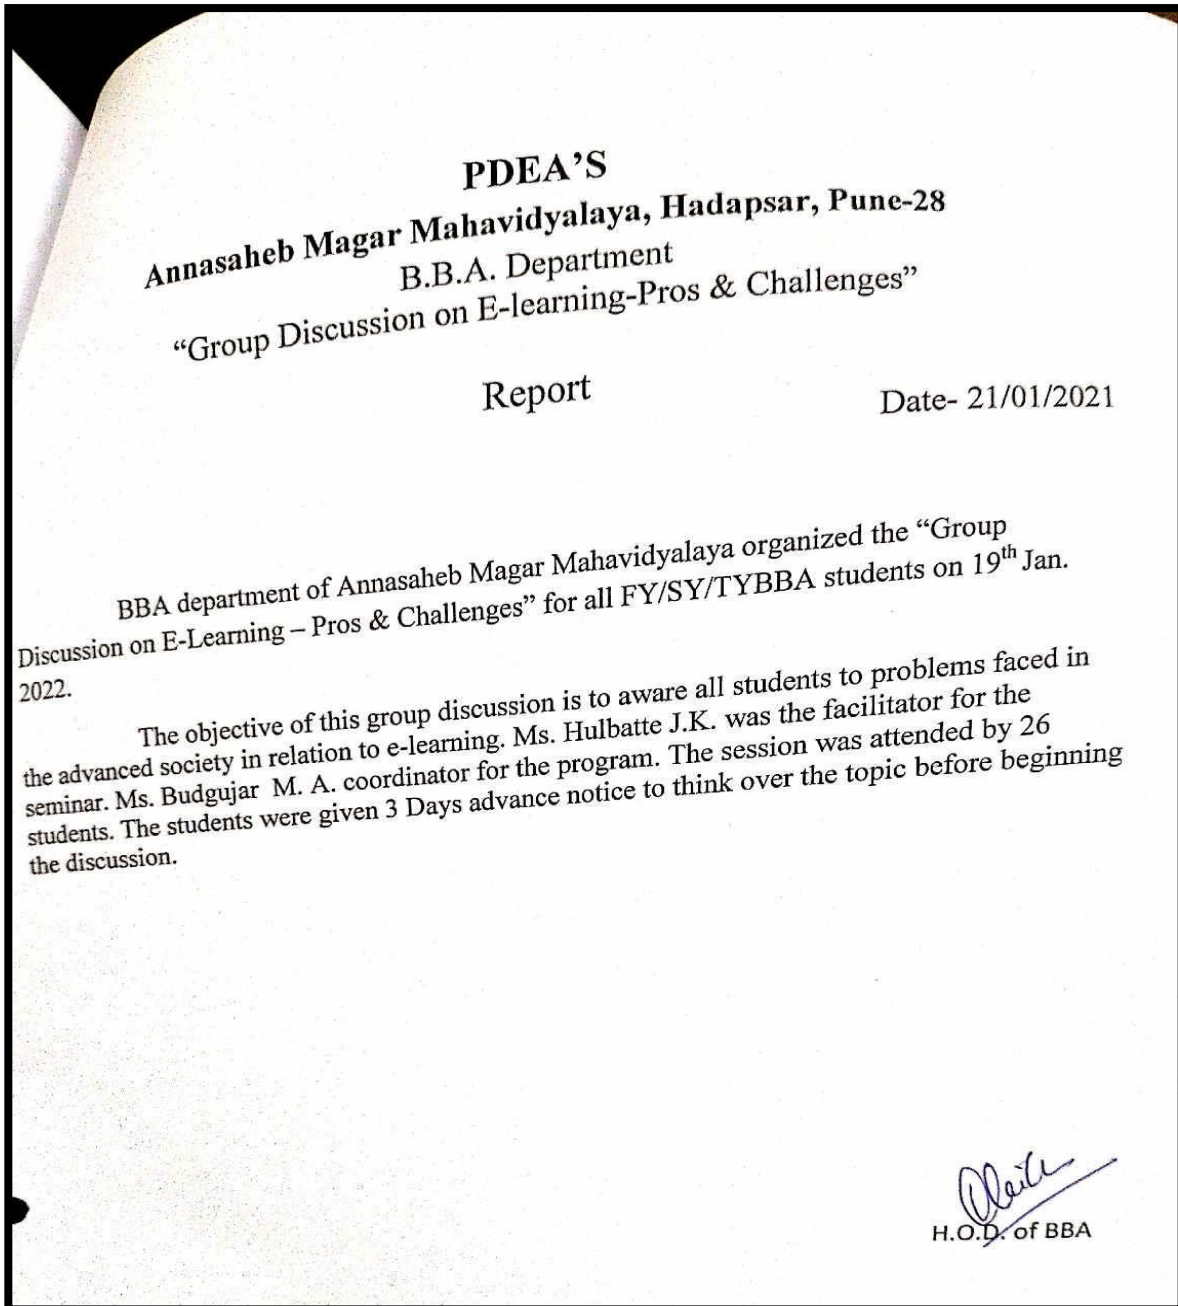 PDEA’S
Annasaheb Magar Mahavidyalaya, Hadapsar, Pune-28
B.B.A. Department
“Group Discussion on E-learning-Pros & Challenges”
Report
Date- 21/01/2021
BBA department of Annasaheb Magar Mahavidyalaya organized the “Group
Discussion on E-Learning – Pros & Challenges” for all FY/SY/TYBBA students on 19th Jan.
2022.
The objective of this group discussion is to aware all students to problems faced in
the advanced society in relation to e-learning. Ms. Hulbatte J.K. was the facilitator for the
seminar. Ms. Budgujar M. A. coordinator for the program. The session was attended by 26
students. The students were given 3 Days advance notice to think over the topic before beginning
the discussion.
H.O.D. of BBA